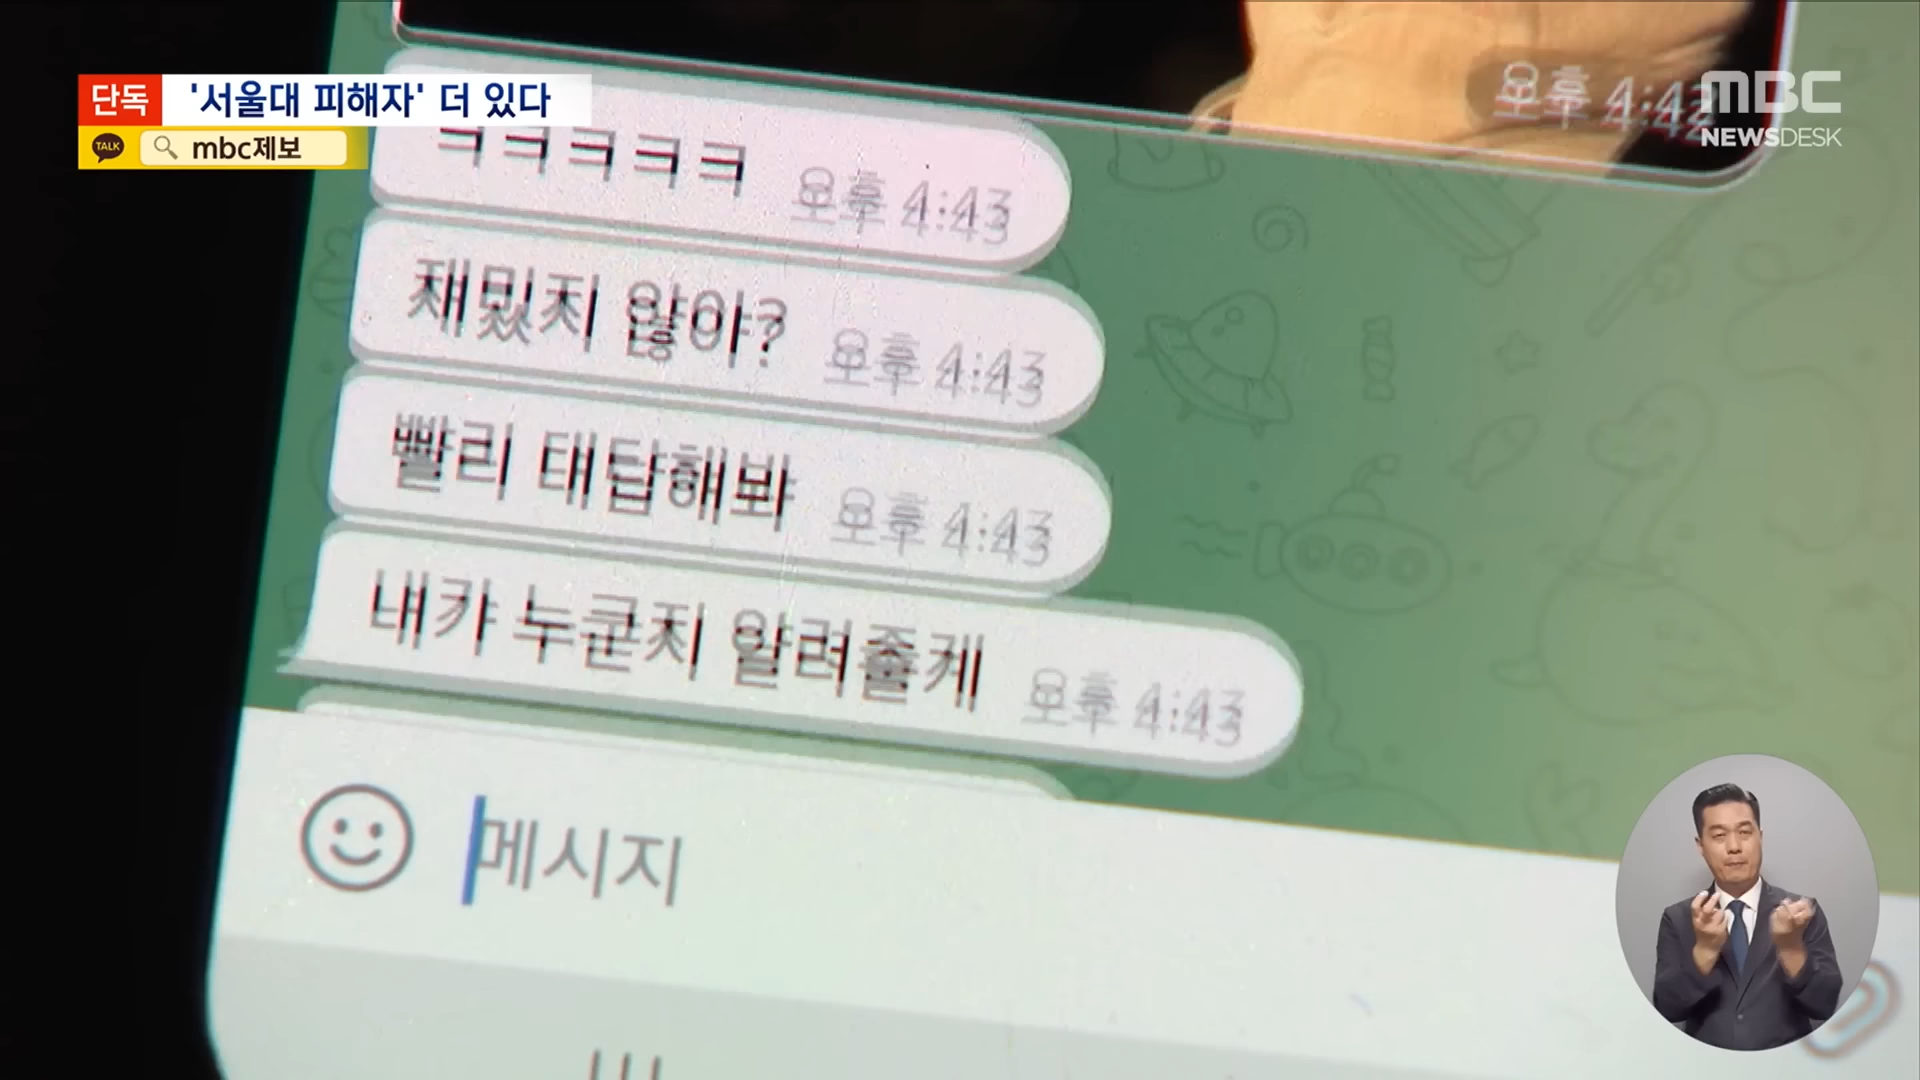 단독 '서울대 피해자' 더 있다
TALK mbc제보
MBC
NEWSDESK
오후 4:42
ㅋㅋㅋㅋㅋ 오후 4:43
재밌지 않아? 오후 4:43
빨리 대답해봐 오후 4:43
내가 누군지 알려줄게 오후 4:43
메시지